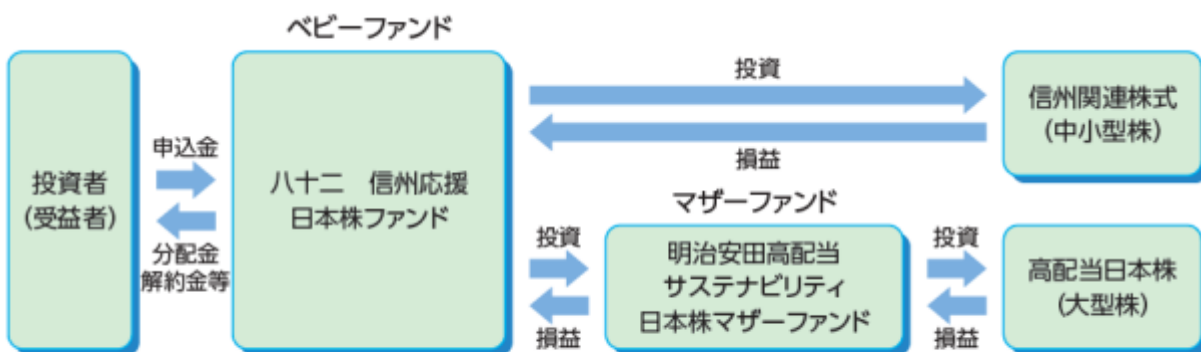 ベビーファンド
投資者
(受益者)
申込金
分配金
解約金等
八十二　信州応援
日本株ファンド
投資
損益
信州関連株式
(中小型株)
マザーファンド
投資
損益
明治安田高配当
サステナビリティ
日本株マザーファンド
投資
損益
高配当日本株
(大型株)